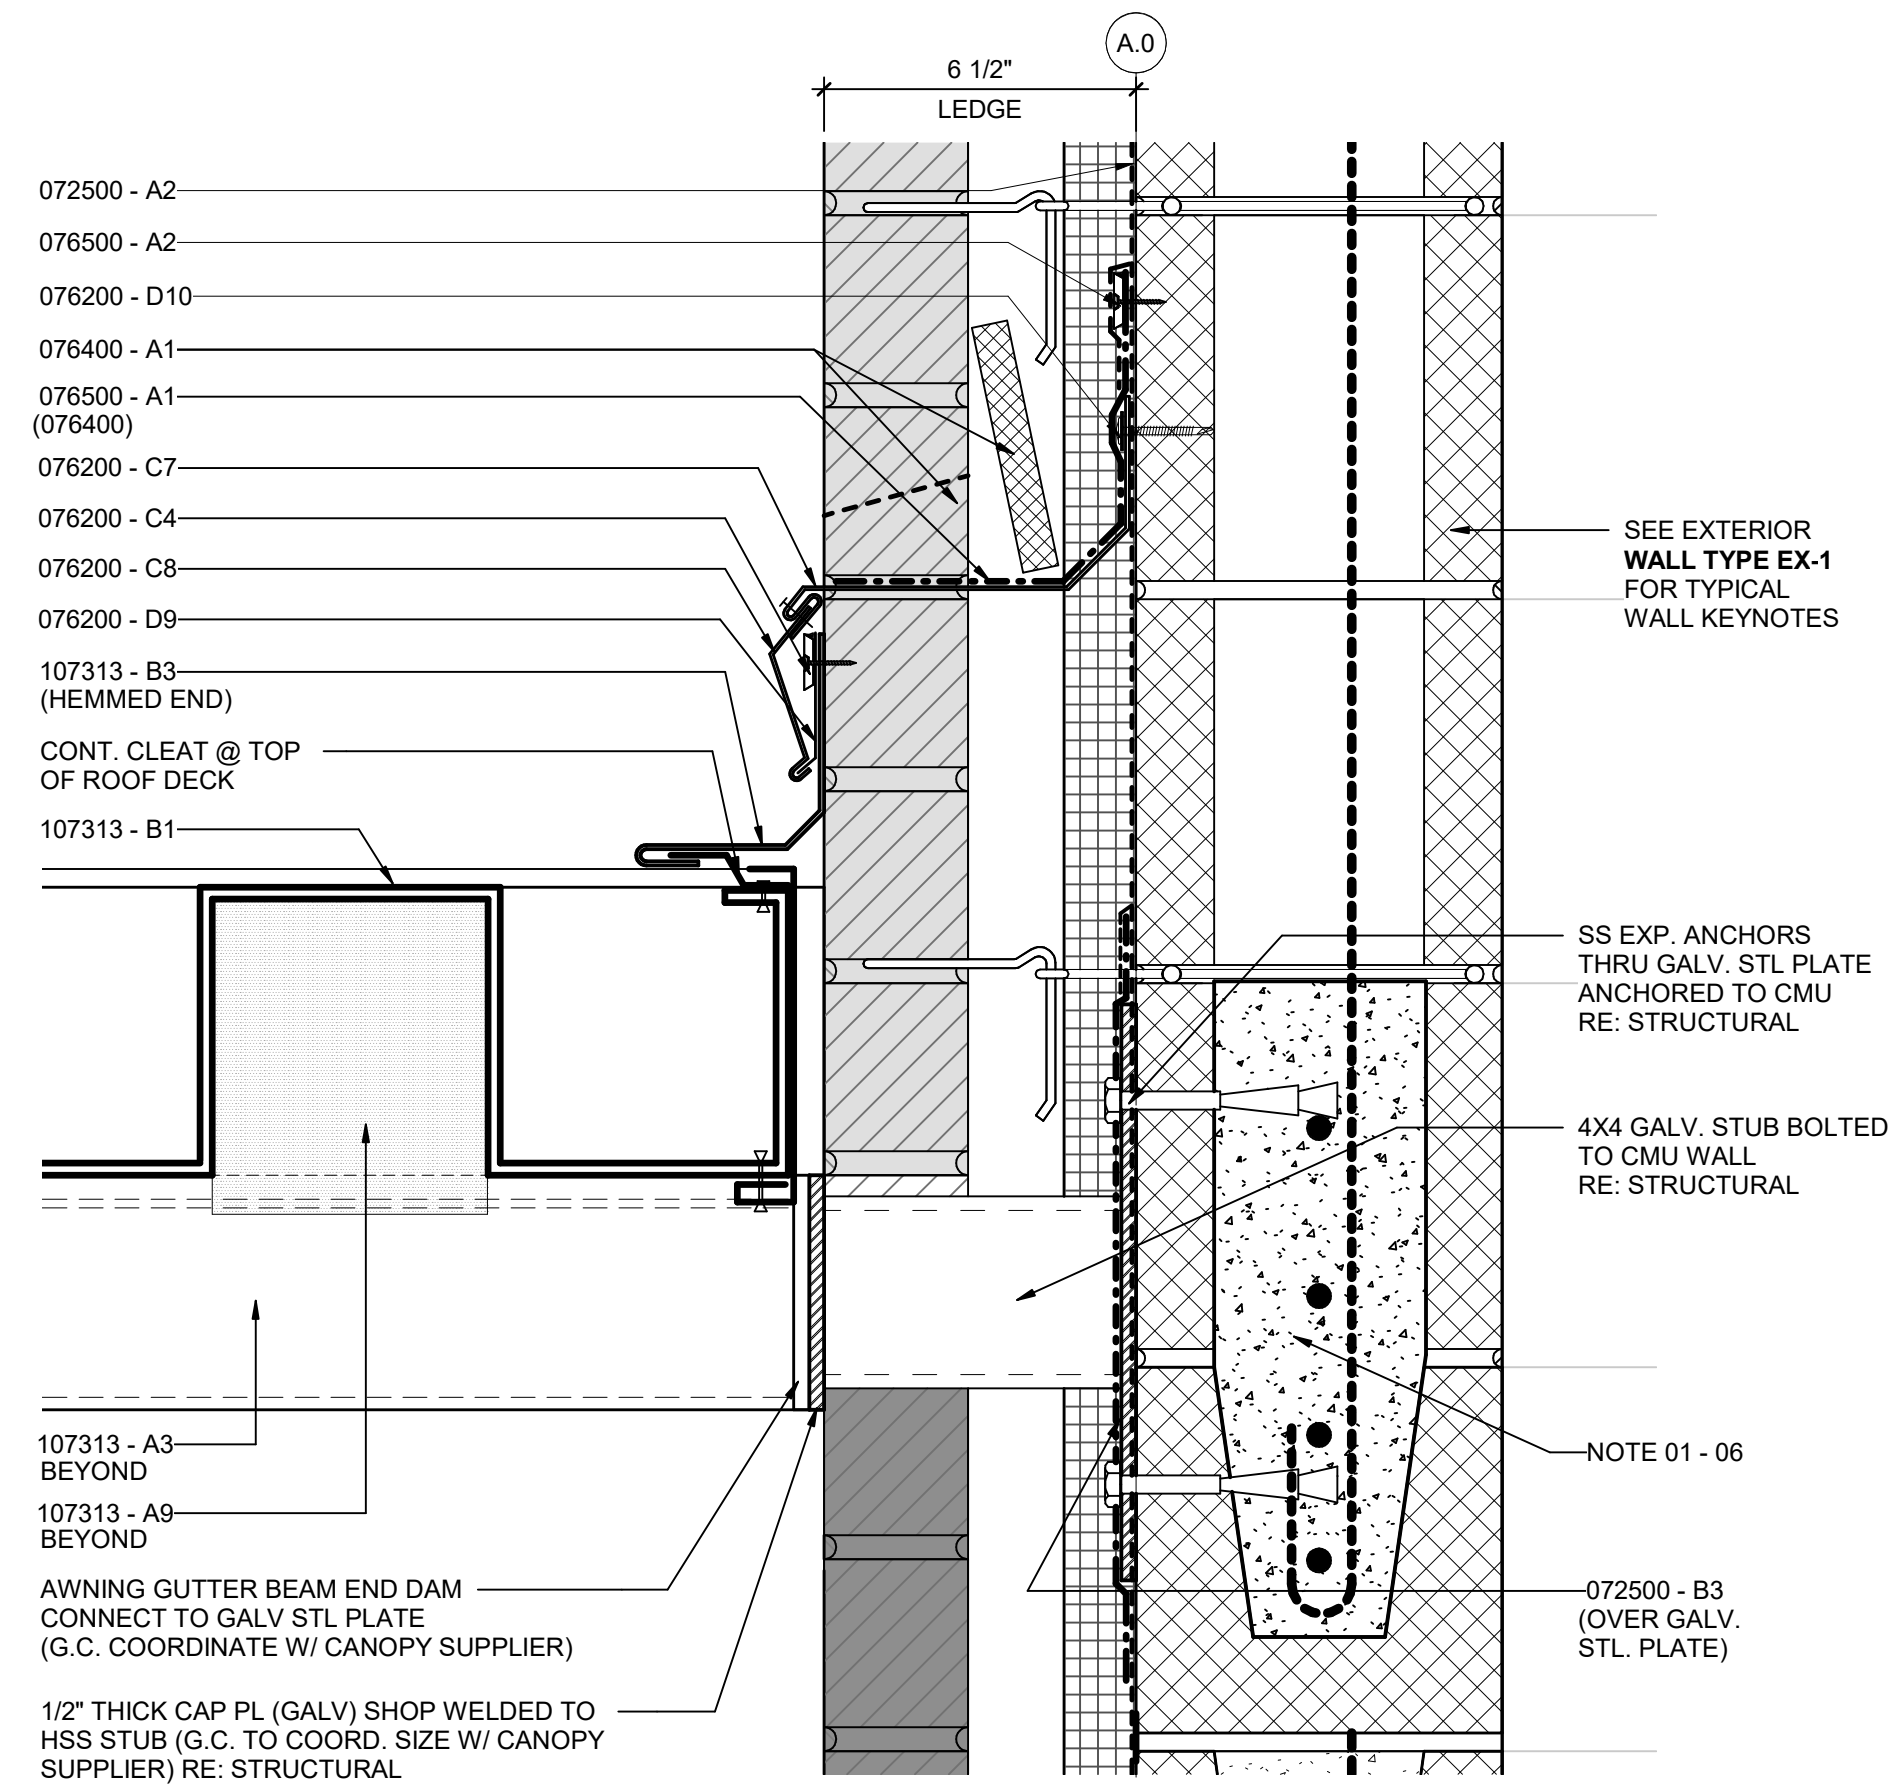 A.0
6 1/2"
LEDGE
072500 - A2
076500 - A2
076200 - D10
076400 - A1
076500 - A1
(076400)
076200 - C7
076200 - C4
076200 - C8
076200 - D9
107313 - B3
(HEMMED END)
CONT. CLEAT @ TOP
OF ROOF DECK
107313 - B1
107313 - A3
BEYOND
107313 - A9
BEYOND
AWNING GUTTER BEAM END DAM
CONNECT TO GALV STL PLATE
(G.C. COORDINATE W/ CANOPY SUPPLIER)
1/2" THICK CAP PL (GALV) SHOP WELDED TO
HSS STUB (G.C. TO COORD. SIZE W/ CANOPY
SUPPLIER) RE: STRUCTURAL
SEE EXTERIOR
WALL TYPE EX-1
FOR TYPICAL
WALL KEYNOTES
SS EXP. ANCHORS
THRU GALV. STL PLATE
ANCHORED TO CMU
RE: STRUCTURAL
4X4 GALV. STUB BOLTED
TO CMU WALL
RE: STRUCTURAL
NOTE 01 - 06
072500 - B3
(OVER GALV.
STL. PLATE)